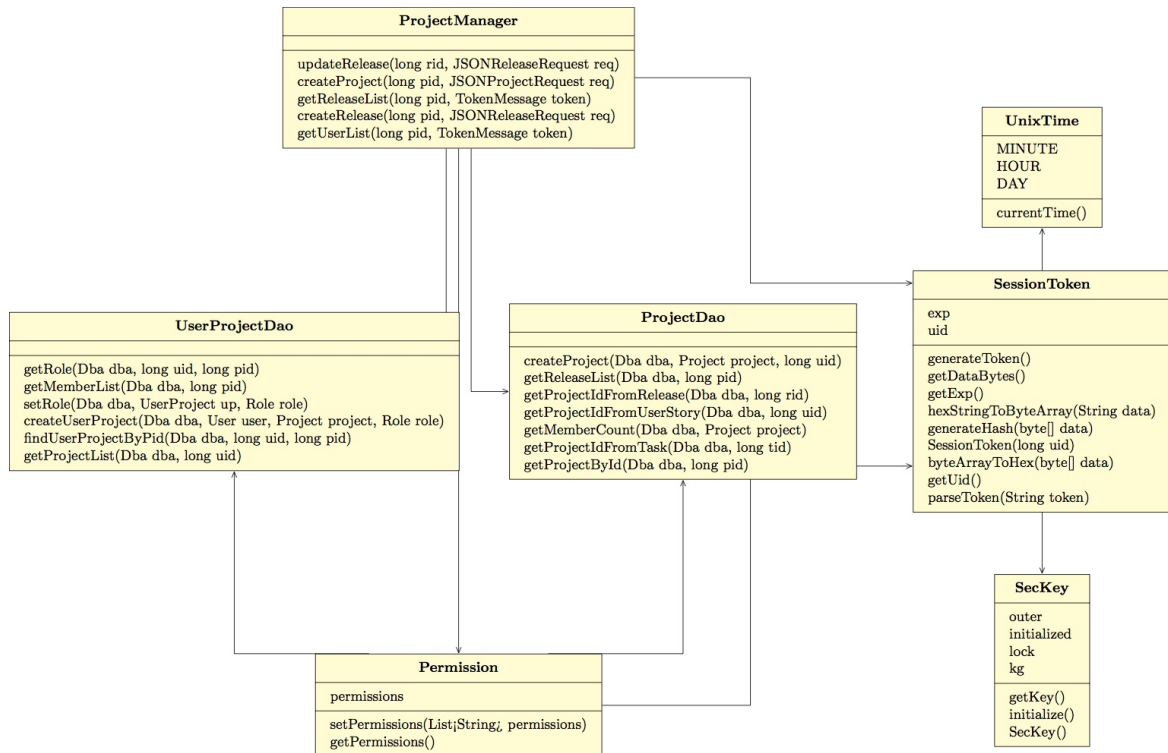 ProjectManager
updateRelease(long rid, JSONReleaseRequest req)
createProject(long pid, JSONProjectRequest req)
getReleaseList(long pid, TokenMessage token)
createRelease(long pid, JSONReleaseRequest req)
getUserList(long pid, TokenMessage token)
UnixTime
MINUTE
HOUR
DAY
currentTime()
UserProjectDao
getRole(Dba dba, long uid, long pid)
getMemberList(Dba dba, long pid)
setRole(Dba dba, UserProject up, Role role)
createUserProject(Dba dba, User user, Project project, Role role)
findUserProjectByPid(Dba dba, long uid, long pid)
getProjectList(Dba dba, long uid)
ProjectDao
createProject(Dba dba, Project project, long uid)
getReleaseList(Dba dba, long pid)
getProjectIdFromRelease(Dba dba, long rid)
getProjectIdFromUserStory(Dba dba, long uid)
getMemberCount(Dba dba, Project project)
getProjectIdFromTask(Dba dba, long tid)
getProjectById(Dba dba, long pid)
SessionToken
exp
uid
generateToken()
getDataBytes()
getExp()
hexStringToByteArray(String data)
generateHash(byte[] data)
SessionToken(long uid)
byteArrayToHex(byte[] data)
getUid()
parseToken(String token)
Permission
permissions
setPermissions(List¡String¿ permissions)
getPermissions()
SecKey
outer
initialized
lock
kg
getKey()
initialize()
SecKey()